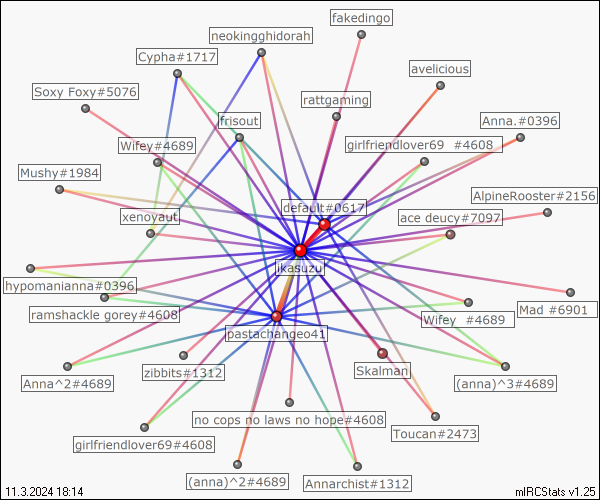 fakedingo
neokingghidorah
Cypha#1717
avelicious
Soxy Foxy#5076
rattgaming
frisout
Anna.#0396
Wifey#4689
girlfriendlover69 #4608
Mushy#1984
AlpineRooster#2156
default#0617
xenoyaut
ace deucy#7097
jikasuzu
hypomanianna#0396
Mad #6901
ramshackle gorey#4608
Wifey #4689
pastachangeo41
zibbits#1312
Skalman
Anna^2#4689
(anna)^3#4689
no cops no laws no hope#4608
Toucan#2473
girlfriendlover69#4608
(anna)^2#4689
Annarchist#1312
11.3.2024 18:14
mIRCStats v1.25